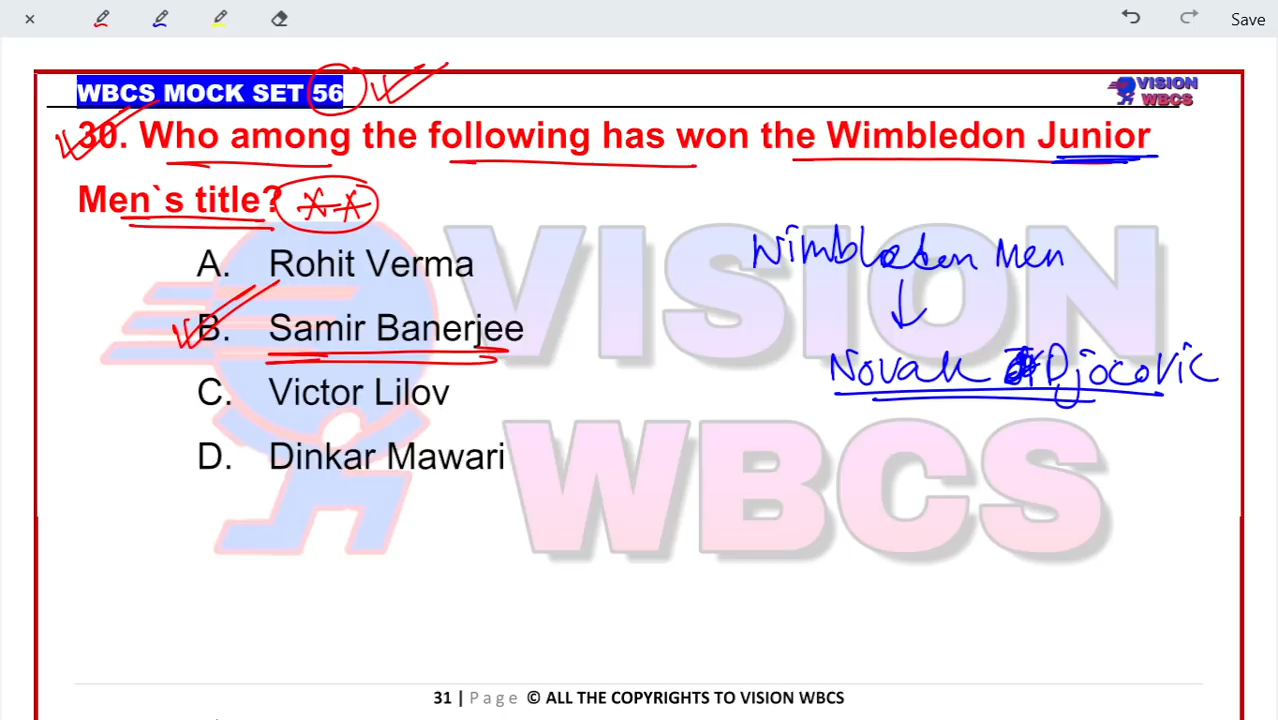 Save
WBCS MOCK SET 56
VISION
WBCS
30. Who among the following has won the Wimbledon Junior
Men`s title?
A. Rohit Verma
B. Samir Banerjee
C. Victor Lilov
D. Dinkar Mawari
Wimbledon Men
Novak Djocovic
VISION
WBCS
31 | Page © ALL THE COPYRIGHTS TO VISION WBCS